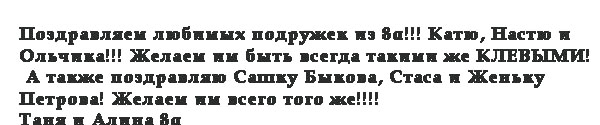 Поздравляем любимых подружек из 8а!!! Катю, Настю и
Ольчика!!! Желаем им быть всегда такими же КЛЕВЫМИ!
А также поздравляю Сашку Быкова, Стаса и Женьку
Петрова! Желаем им всего того же!!!!
Таня и Алина 8а